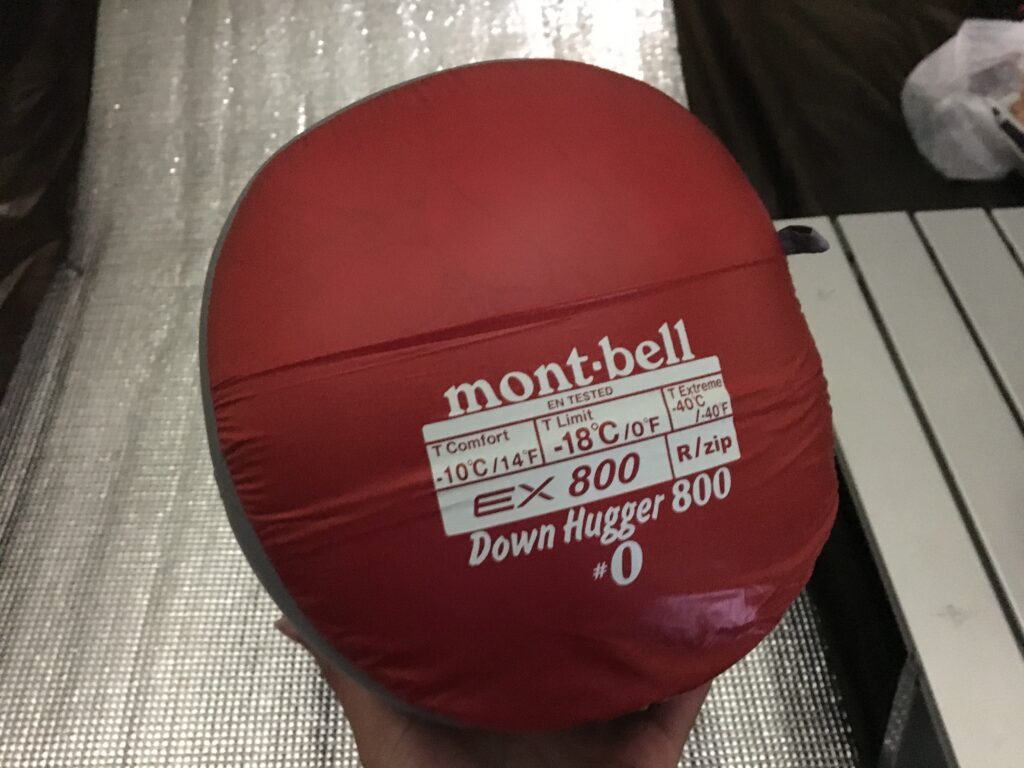 mont·bell
EN TESTED
T Comfort
-10°C/14°F
T Limit
-18°C/0°F
T Extreme
-40°C
/-40°F
EX 800
R/zip
Down Hugger 800
#0